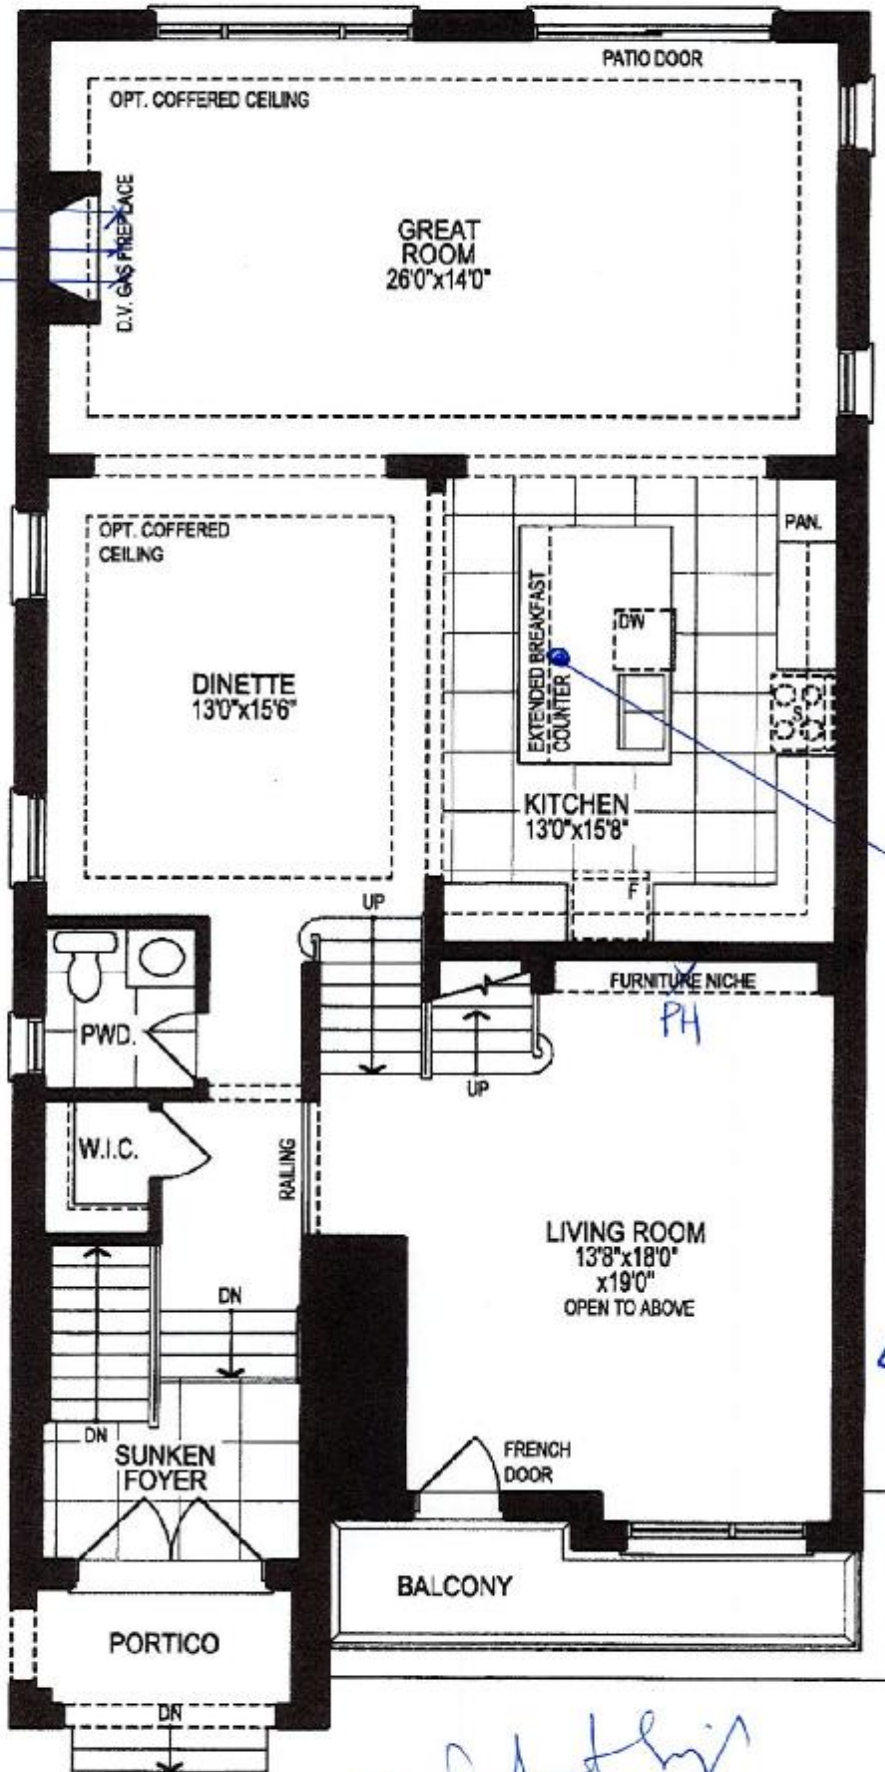 PATIO DOOR
OPT. COFFERED CEILING
D.V. GAS FIREPLACE
GREAT
ROOM
26'0"x14'0"
OPT. COFFERED
CEILING
PAN.
DW
EXTENDED BREAKFAST
COUNTER
S
DINETTE
13'0"x15'6"
KITCHEN
13'0"x15'8"
F
UP
FURNITURE NICHE
PH
PWD.
UP
W.I.C.
RAILING
LIVING ROOM
13'8"x18'0"
x19'0"
OPEN TO ABOVE
DN
DN
SUNKEN
FOYER
FRENCH
DOOR
BALCONY
PORTICO
DN